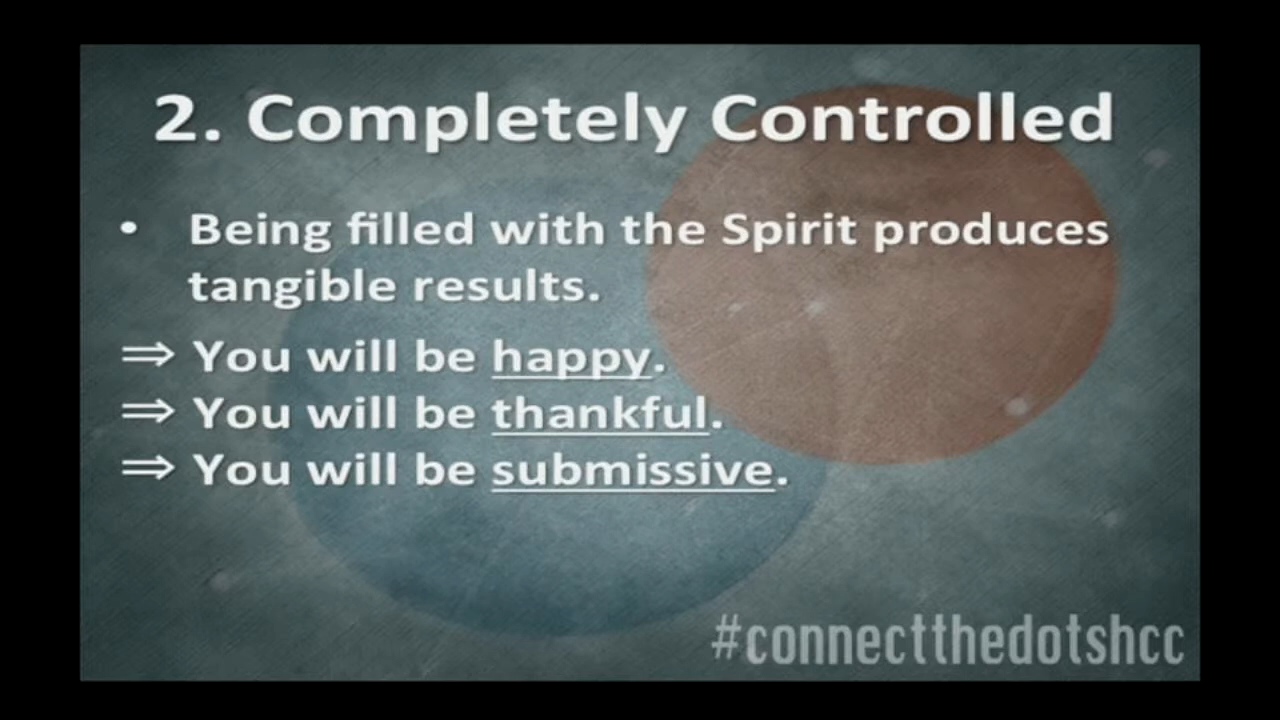 2. Completely Controlled
• Being filled with the Spirit produces
tangible results.
⇒ You will be happy.
⇒ You will be thankful.
⇒ You will be submissive.
#connectthedotshcc